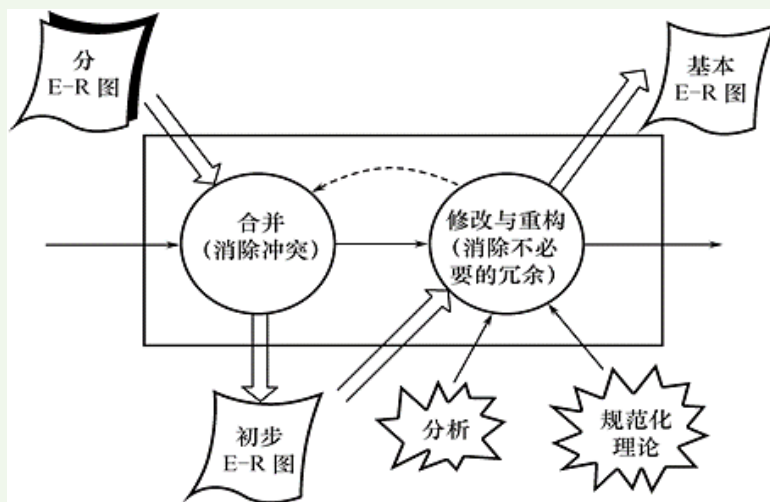 分
E-R 图
基本
E-R 图
合并
(消除冲突)
修改与重构
(消除不必
要的冗余)
初步
E-R 图
分析
规范化
理论